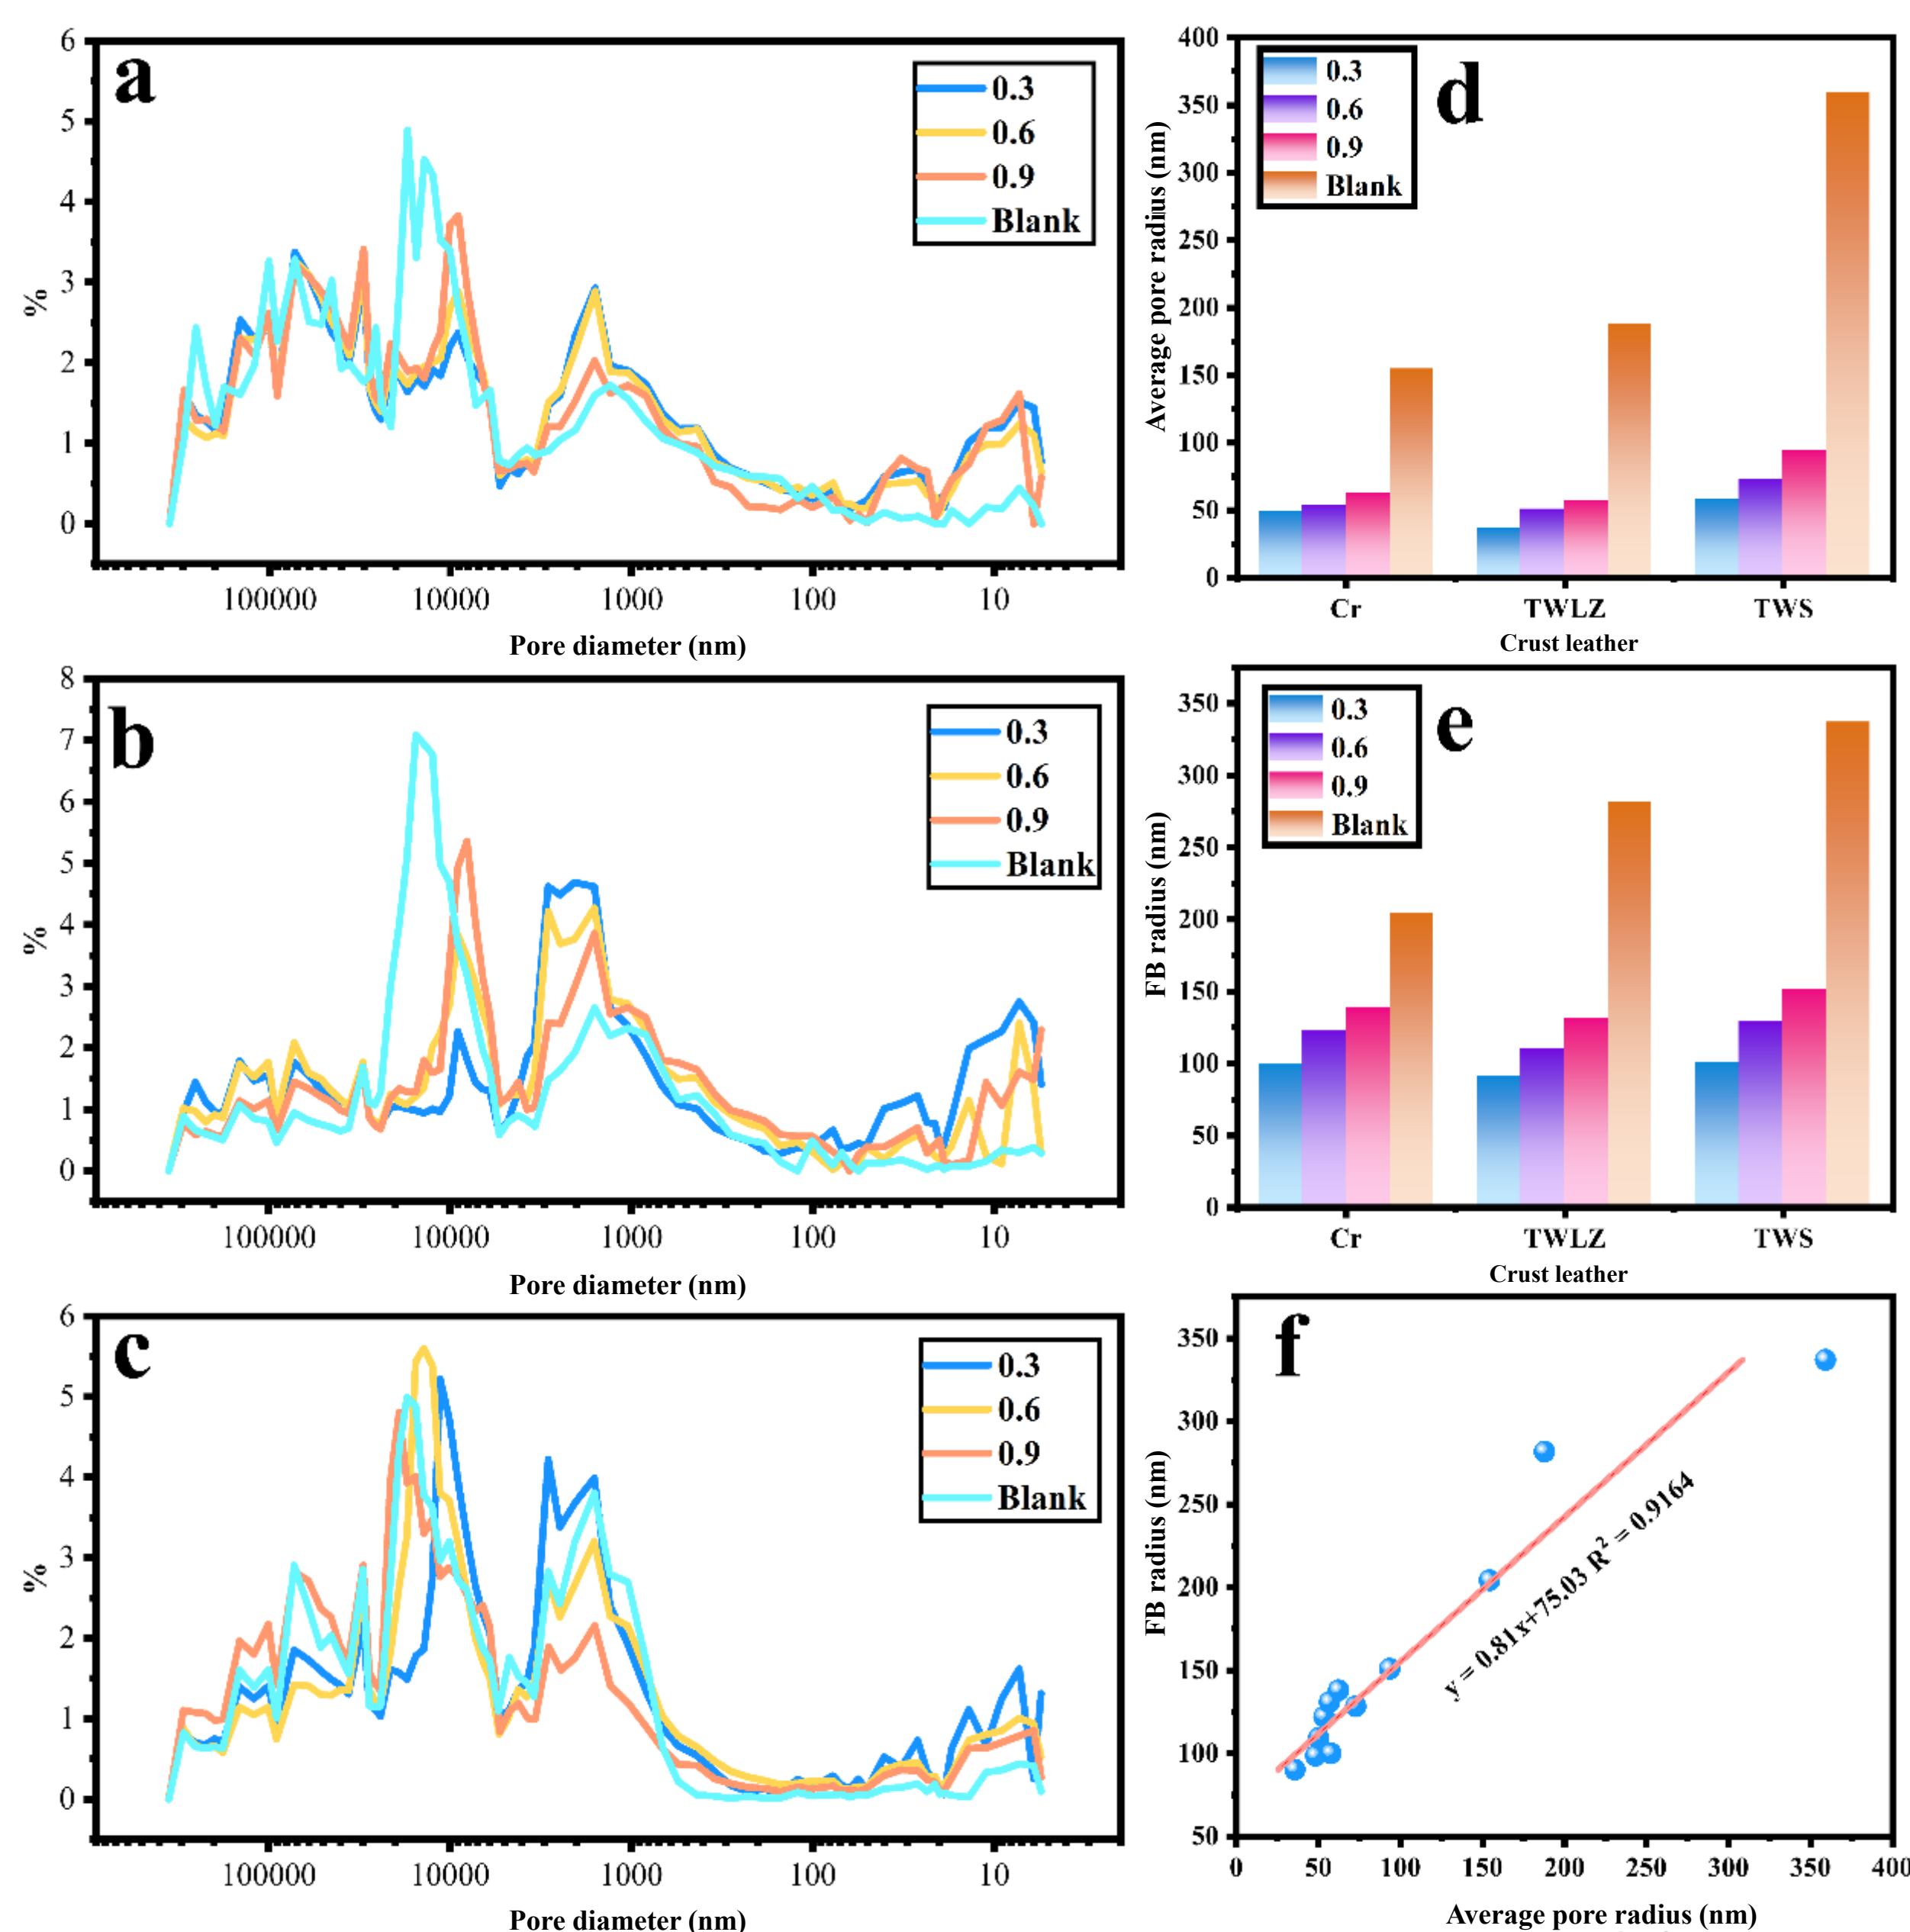 a
6
5
4
3
2
1
0
%
0.3
0.6
0.9
Blank
100000 10000 1000 100 10
Pore diameter (nm)
b
8
7
6
5
4
3
2
1
0
%
0.3
0.6
0.9
Blank
100000 10000 1000 100 10
Pore diameter (nm)
c
6
5
4
3
2
1
0
%
0.3
0.6
0.9
Blank
100000 10000 1000 100 10
Pore diameter (nm)
d
400
350
300
250
200
150
100
50
0
Average pore radius (nm)
0.3
0.6
0.9
Blank
Cr TWLZ TWS
Crust leather
e
350
300
250
200
150
100
50
0
FB radius (nm)
0.3
0.6
0.9
Blank
Cr TWLZ TWS
Crust leather
f
350
300
250
200
150
100
50
FB radius (nm)
y = 0.81x+75.03 R² = 0.9164
0 50 100 150 200 250 300 350 400
Average pore radius (nm)